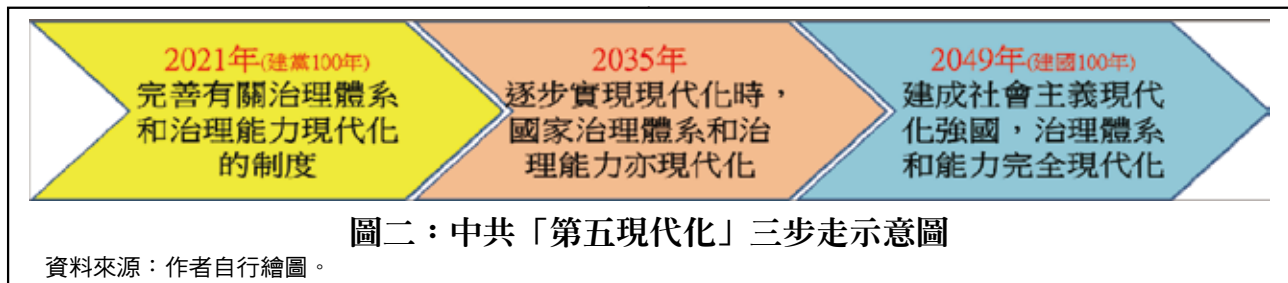 2021年(建黨100年)
完善有關治理體系
和治理能力現代化
的制度
2035年
逐步實現現代化時，
國家治理體系和治
理能力亦現代化
2049年(建國100年)
建成社會主義現代
化強國，治理體系
和能力完全現代化
圖二：中共「第五現代化」三步走示意圖
資料來源：作者自行繪圖。